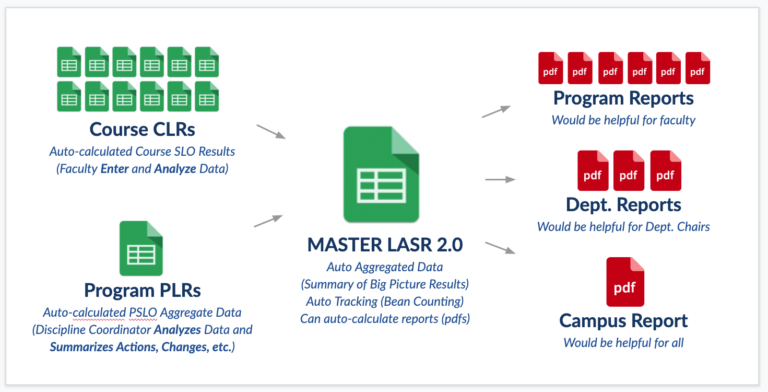 Course CLRs
Auto-calculated Course SLO Results
(Faculty Enter and Analyze Data)
Program PLRs
Auto-calculated PSLO Aggregate Data
(Discipline Coordinator Analyzes Data and
Summarizes Actions, Changes, etc.)
MASTER LASR 2.0
Auto Aggregated Data
(Summary of Big Picture Results)
Auto Tracking (Bean Counting)
Can auto-calculate reports (pdfs)
pdf pdf pdf pdf pdf pdf
Program Reports
Would be helpful for faculty
pdf pdf pdf
Dept. Reports
Would be helpful for Dept. Chairs
pdf
Campus Report
Would be helpful for all